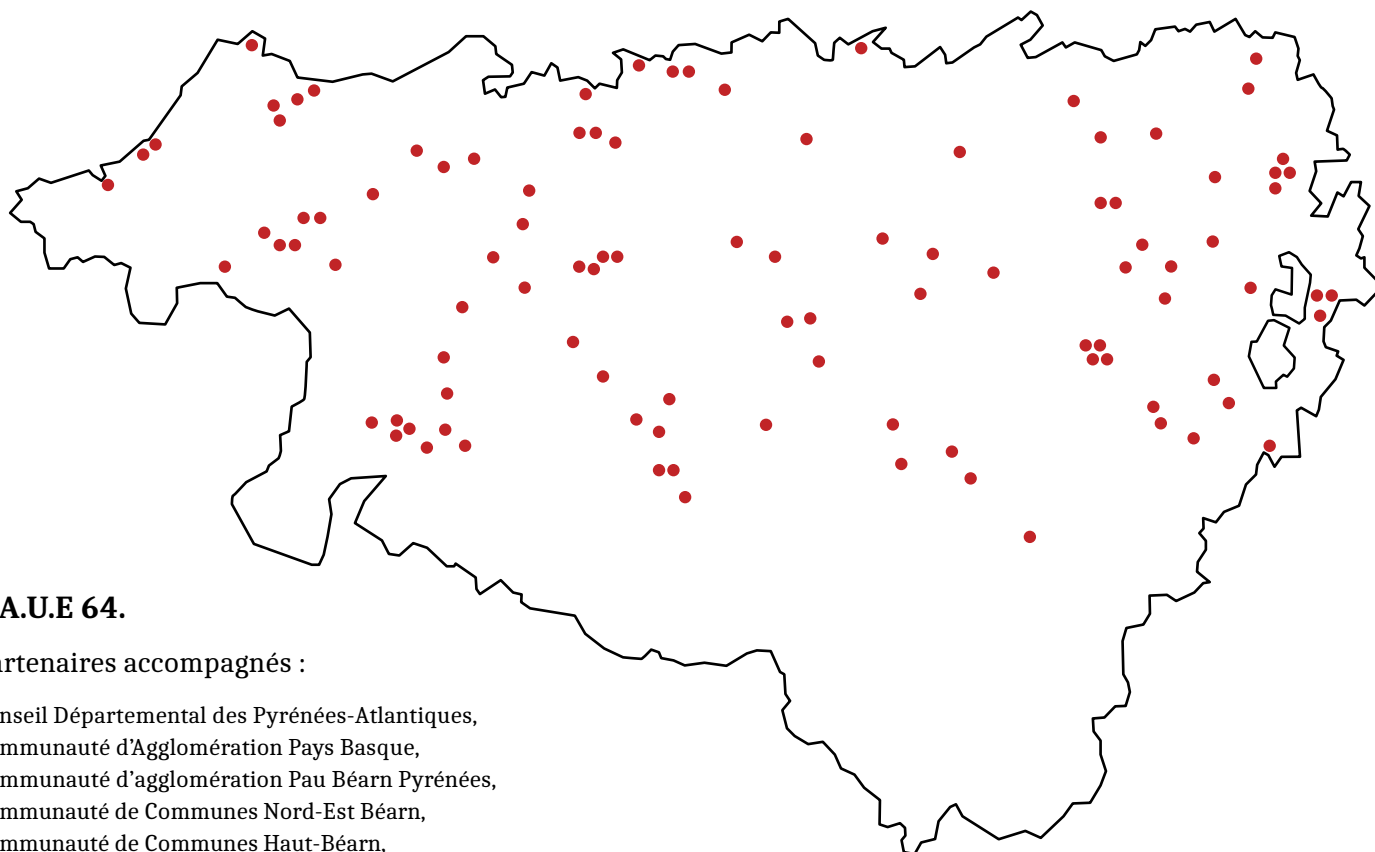 A.U.E 64.
artenaires accompagnés :
nseil Départemental des Pyrénées-Atlantiques,
mmunauté d’Agglomération Pays Basque,
mmunauté d’agglomération Pau Béarn Pyrénées,
mmunauté de Communes Nord-Est Béarn,
mmunauté de Communes Haut-Béarn,